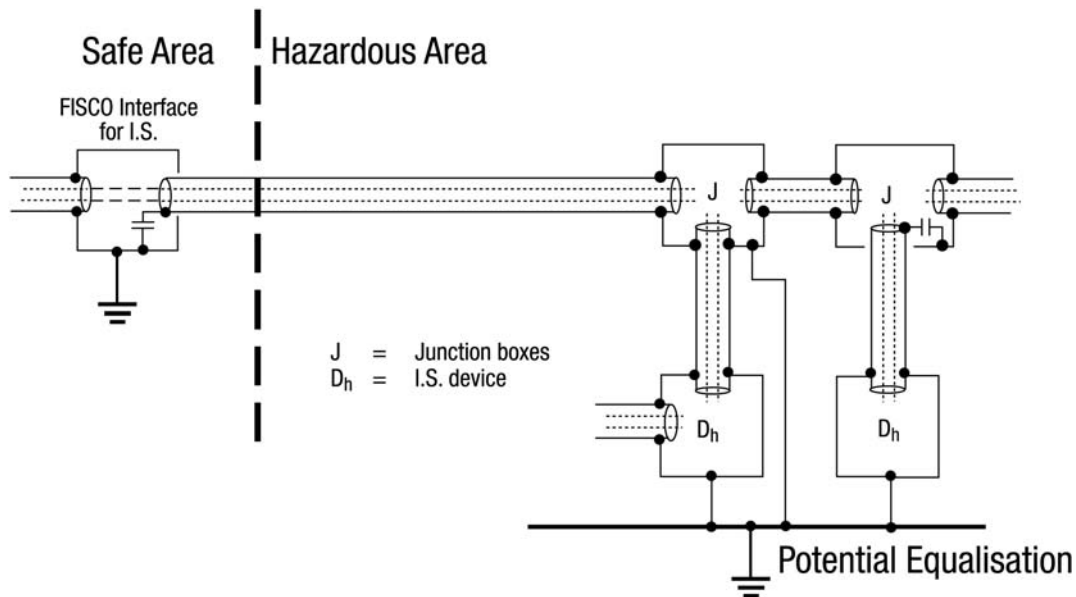 Safe Area
Hazardous Area
FISCO Interface
for I.S.
J
J
J = Junction boxes
Dh = I.S. device
Dh
Dh
Potential Equalisation